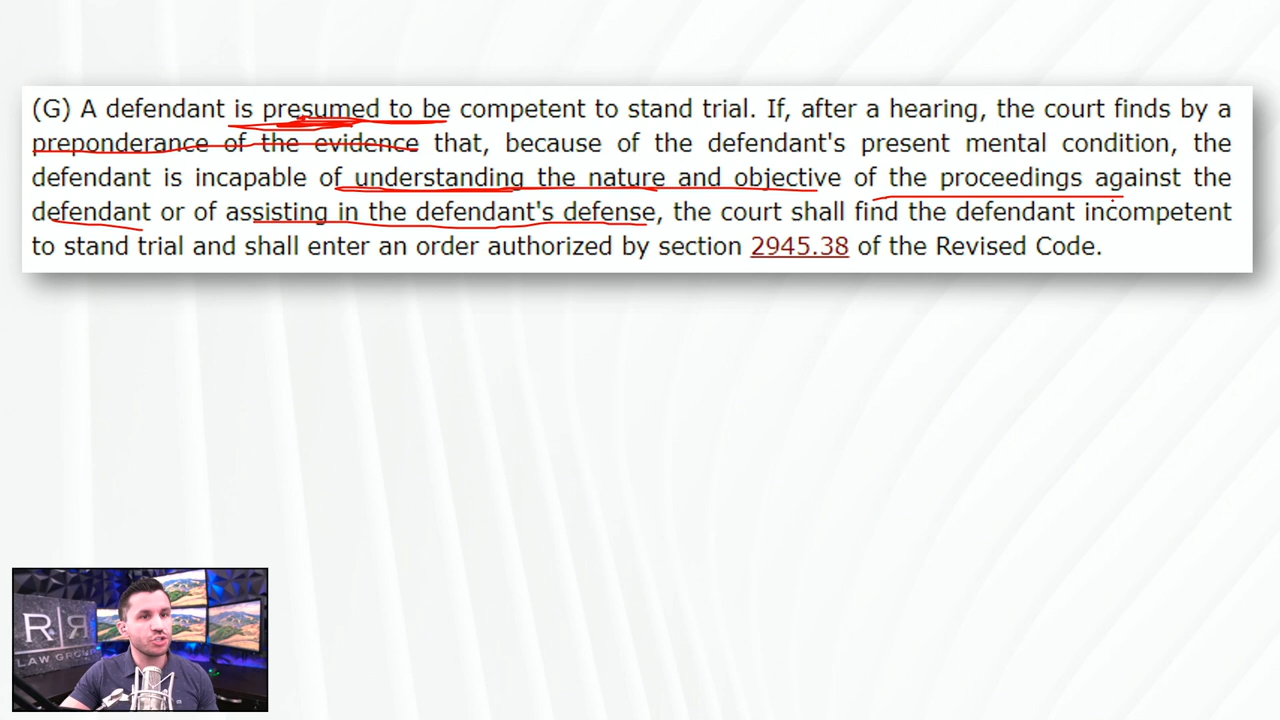 (G) A defendant is presumed to be competent to stand trial. If, after a hearing, the court finds by a
preponderance of the evidence that, because of the defendant's present mental condition, the
defendant is incapable of understanding the nature and objective of the proceedings against the
defendant or of assisting in the defendant's defense, the court shall find the defendant incompetent
to stand trial and shall enter an order authorized by section 2945.38 of the Revised Code.
R|R
LAW GROUP